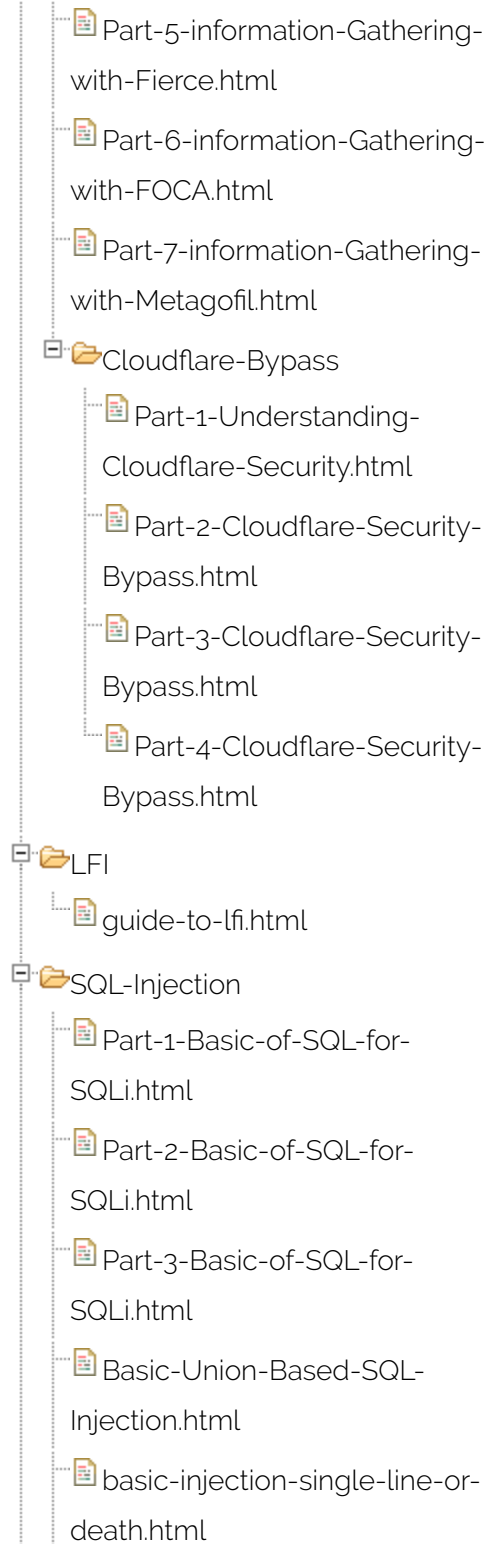 Part-5-information-Gathering-
with-Fierce.html
Part-6-information-Gathering-
with-FOCA.html
Part-7-information-Gathering-
with-Metagofil.html
Cloudflare-Bypass
Part-1-Understanding-
Cloudflare-Security.html
Part-2-Cloudflare-Security-
Bypass.html
Part-3-Cloudflare-Security-
Bypass.html
Part-4-Cloudflare-Security-
Bypass.html
LFI
guide-to-lfi.html
SQL-Injection
Part-1-Basic-of-SQL-for-
SQLi.html
Part-2-Basic-of-SQL-for-
SQLi.html
Part-3-Basic-of-SQL-for-
SQLi.html
Basic-Union-Based-SQL-
Injection.html
basic-injection-single-line-or-
death.html